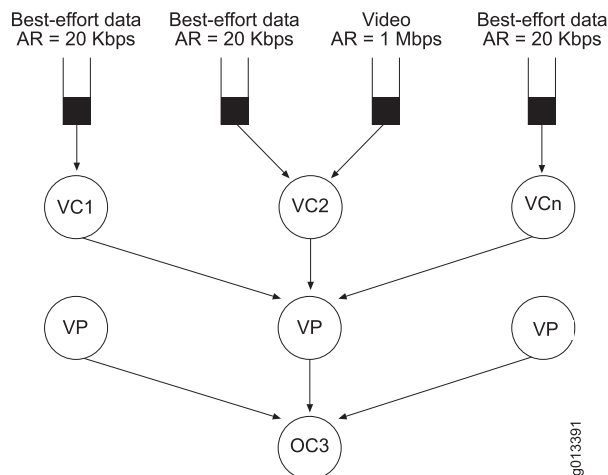 Best-effort data
AR = 20 Kbps
Best-effort data
AR = 20 Kbps
Video
AR = 1 Mbps
Best-effort data
AR = 20 Kbps
VC1
VC2
VCn
VP
VP
VP
OC3
g013391